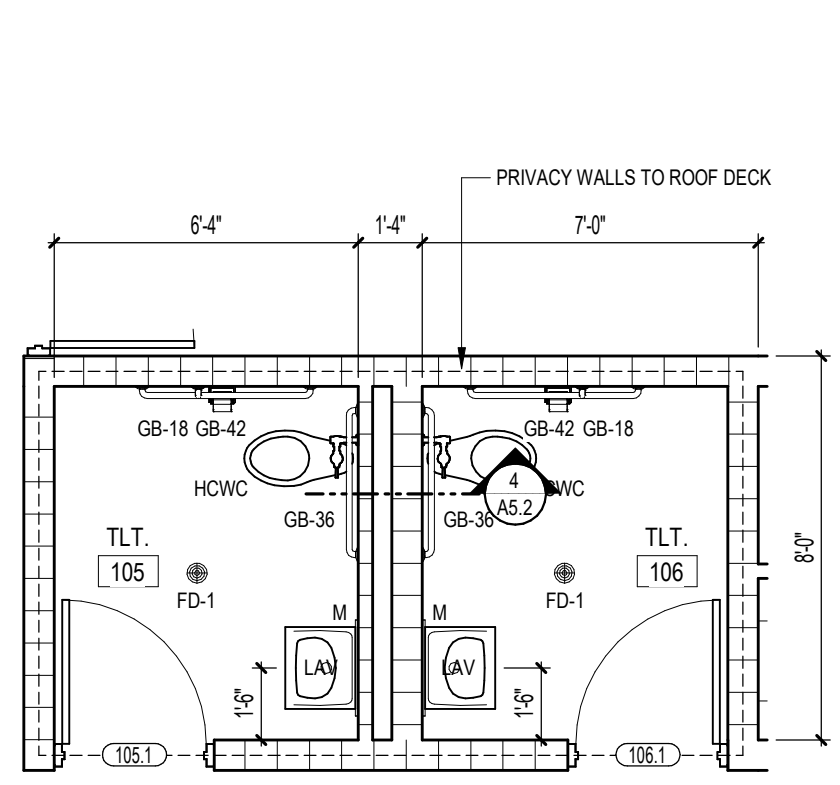 PRIVACY WALLS TO ROOF DECK
6'-4"
1'-4"
7'-0"
GB-18 GB-42
GB-42 GB-18
HCWC
4
A5.2
WC
GB-36
GB-36
TLT.
105
TLT.
106
8'-0"
FD-1
FD-1
M
M
LAV
LAV
1'-6"
1'-6"
105.1
106.1